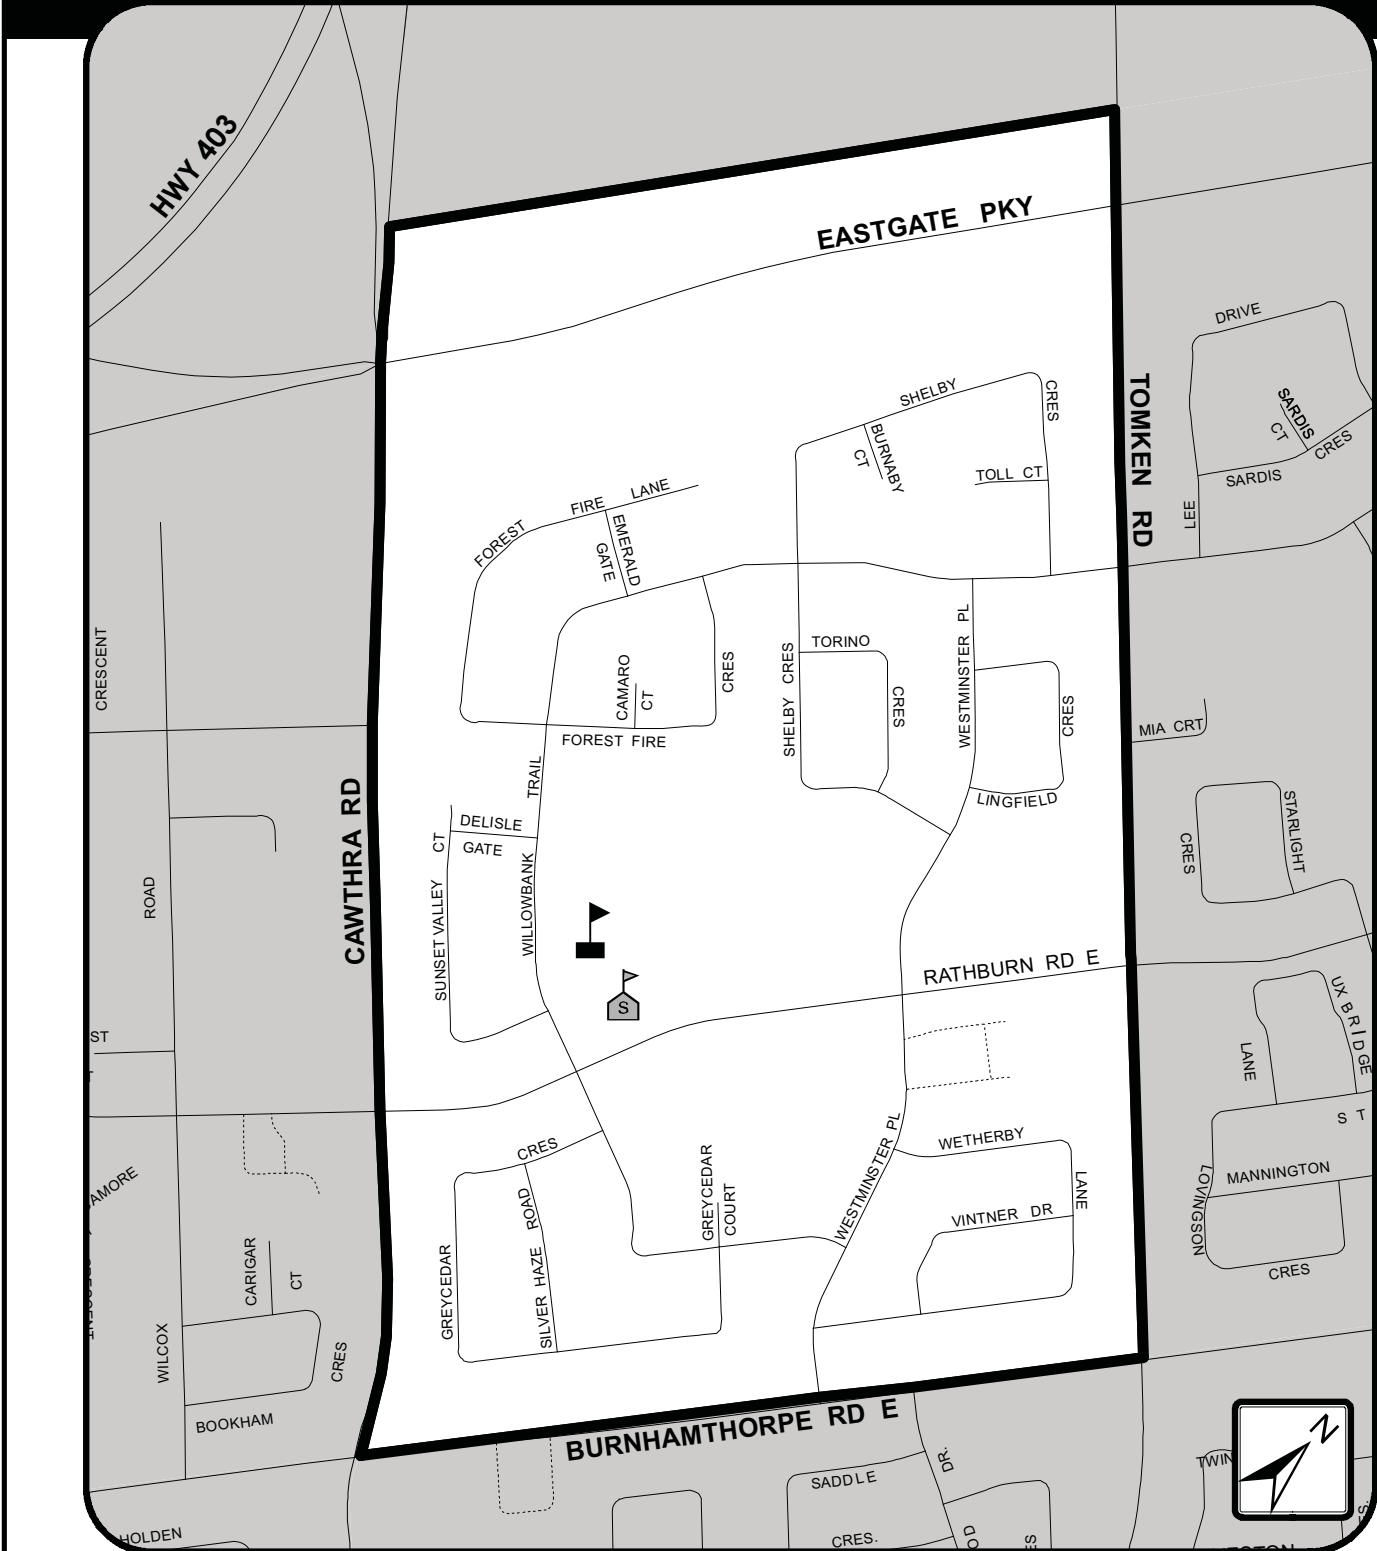 HWY 403
EASTGATE PKY
DRIVE
SARDIS
CT
CRES
SARDIS
LEE
TOMKEN RD
SHELBY
CRES
BURNABY
CT
TOLL CT
FOREST
FIRE LANE
EMERALD
GATE
CRESCENT
CAMARO
CT
CRES
FOREST FIRE
TORINO
SHELBY CRES
CRES
WESTMINSTER PL
CRES
LINGFIELD
MIA CRT
STARLIGHT
CRES
CAWTHRA RD
ROAD
TRAIL
DELISLE
GATE
SUNSET VALLEY CT
WILLOWBANK
S
RATHBURN RD E
UXBRIDGE
LANE
ST
ST
MANNINGTON
LOVINGSON
CRES
CRES
GREYCEDAR
SILVER HAZE ROAD
GREYCEDAR
COURT
WESTMINSTER PL
WETHERBY
LANE
VINTNER DR
AMORE
CARIGAR
CT
WILCOX
CRES
BOOKHAM
BURNHAMTHORPE RD E
SADDLE
CRES.
DR.
TWIN
HOLDEN
N